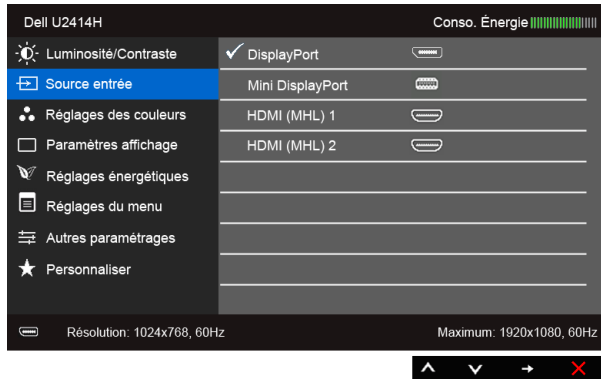 Dell U2414H
Conso. Énergie
Luminosité/Contraste
DisplayPort
Source entrée
Mini DisplayPort
Réglages des couleurs
HDMI (MHL) 1
Paramètres affichage
HDMI (MHL) 2
Réglages énergétiques
Réglages du menu
Autres paramétrages
Personnaliser
Résolution: 1024x768, 60Hz
Maximum: 1920x1080, 60Hz